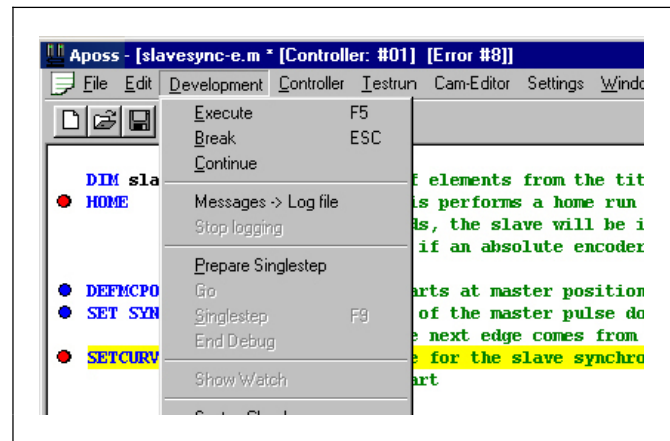 Aposs - [slavesync-e.m * [Controller: #01] [Error #8]]
File Edit Development Controller Testrun Cam-Editor Settings
Execute F5
Break ESC
Continue
DIM sla f elements from the tit
HOME Messages -> Log file is performs a home run
Stop logging ds, the slave will be i
if an absolute encoder
Prepare Singlestep
DEFMCPO Go arts at master position
SET SYN Singlestep F9 of the master pulse do
End Debug e next edge comes from
SETCURV e for the slave synchro
Show Watch art